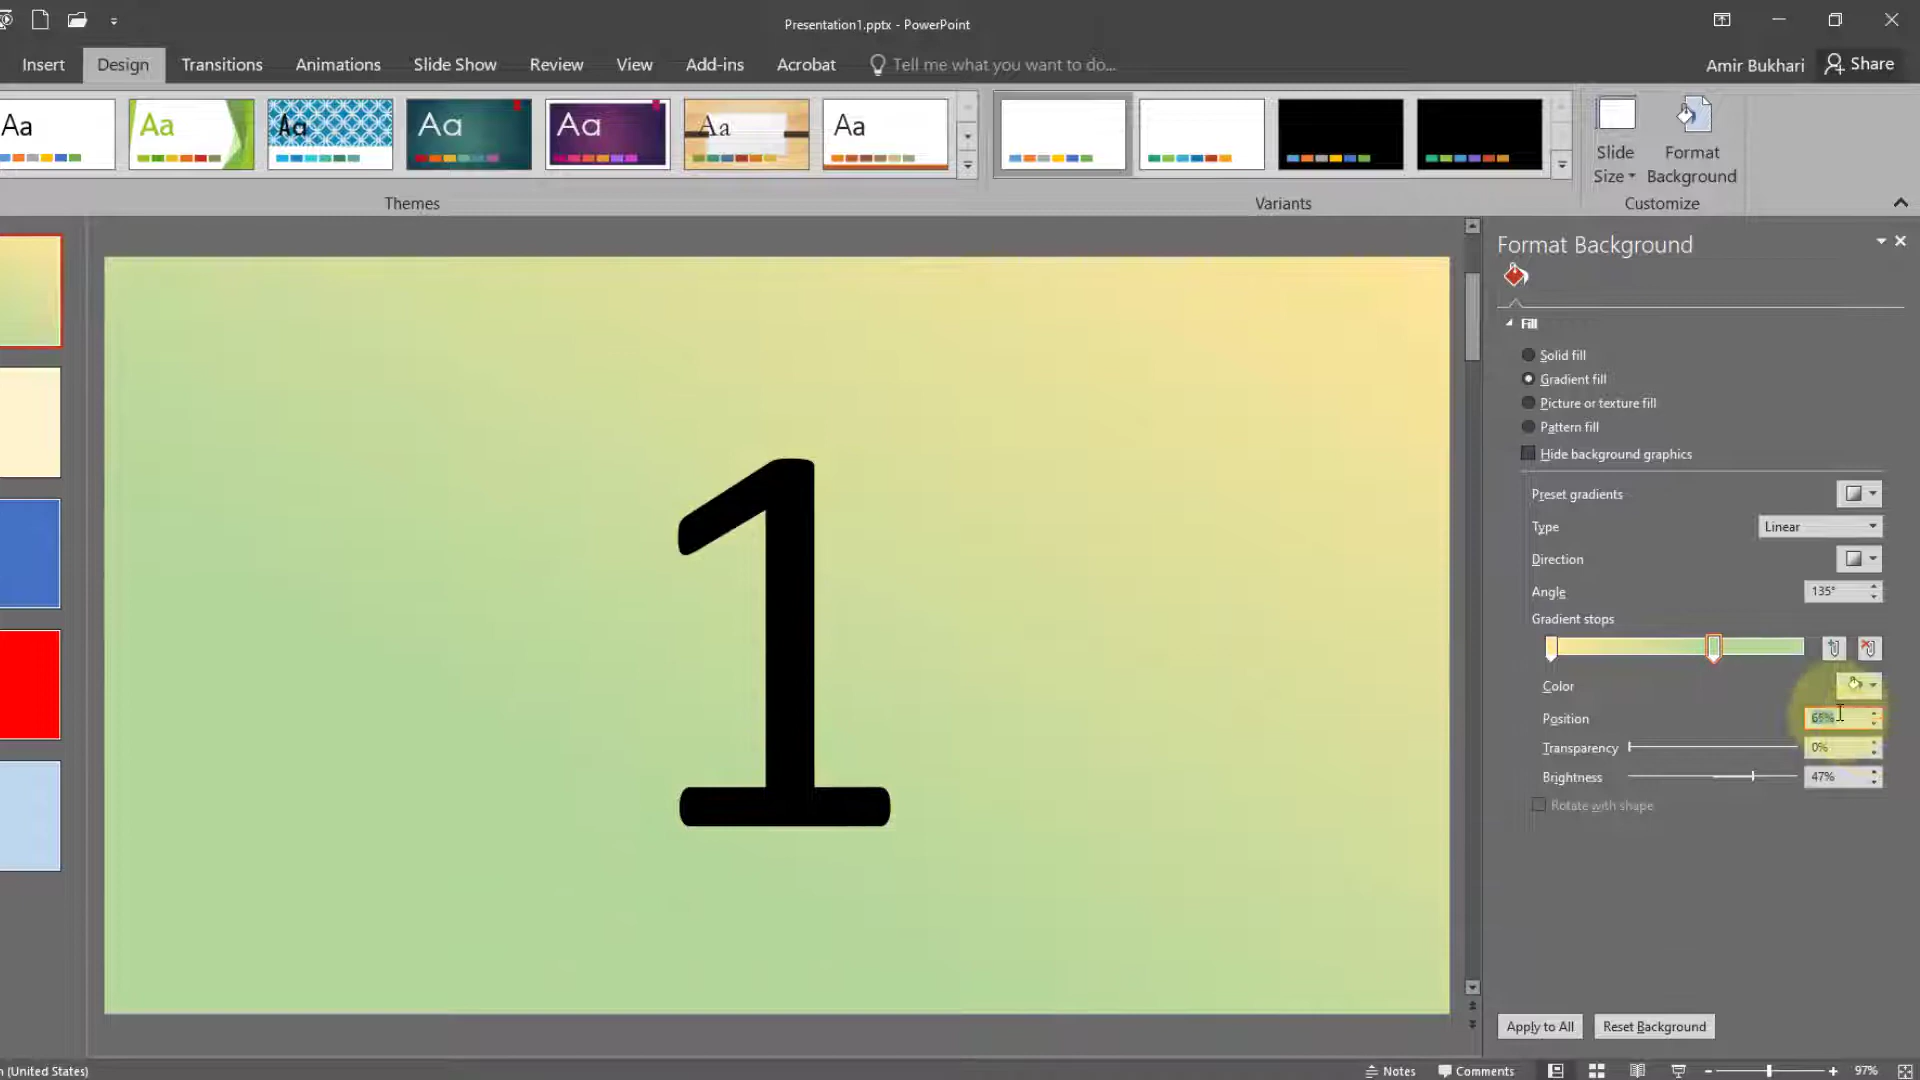 Presentation1.pptx - PowerPoint
Insert Design Transitions Animations Slide Show Review View Add-ins Acrobat Tell me what you want to do... Amir Bukhari Share
Aa Aa Aa Aa Aa Aa Aa
Slide Size Format Background
Themes Variants Customize
Format Background
Fill
Solid fill
Gradient fill
Picture or texture fill
Pattern fill
Hide background graphics
Preset gradients
Type Linear
Direction
Angle 135°
Gradient stops
Color
Position
Transparency 0%
Brightness 47%
Rotate with shape
1
Apply to All Reset Background
(United States) Notes Comments 97%